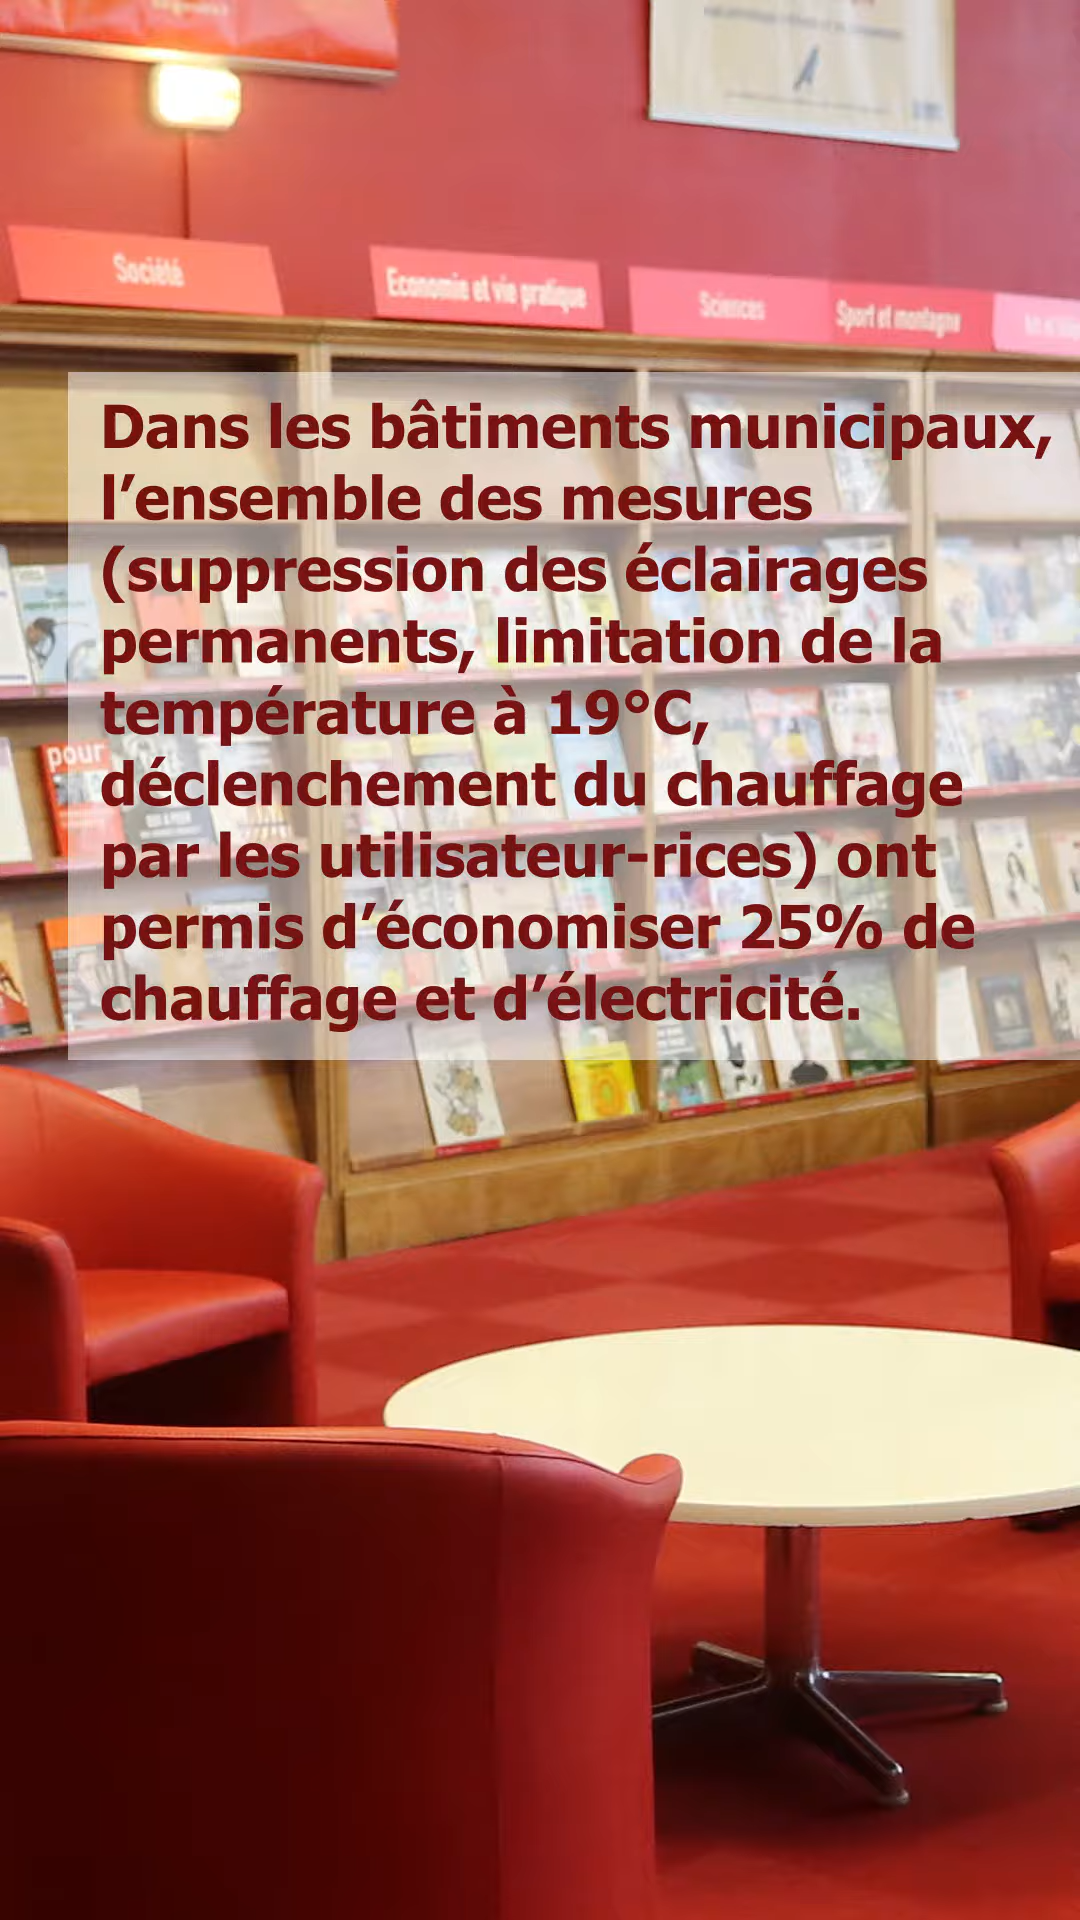 Société
Economie et vie pratique
Sciences
Sport et montagne
Dans les bâtiments municipaux,
l’ensemble des mesures
(suppression des éclairages
permanents, limitation de la
température à 19°C,
déclenchement du chauffage
par les utilisateur-rices) ont
permis d’économiser 25% de
chauffage et d’électricité.
pour